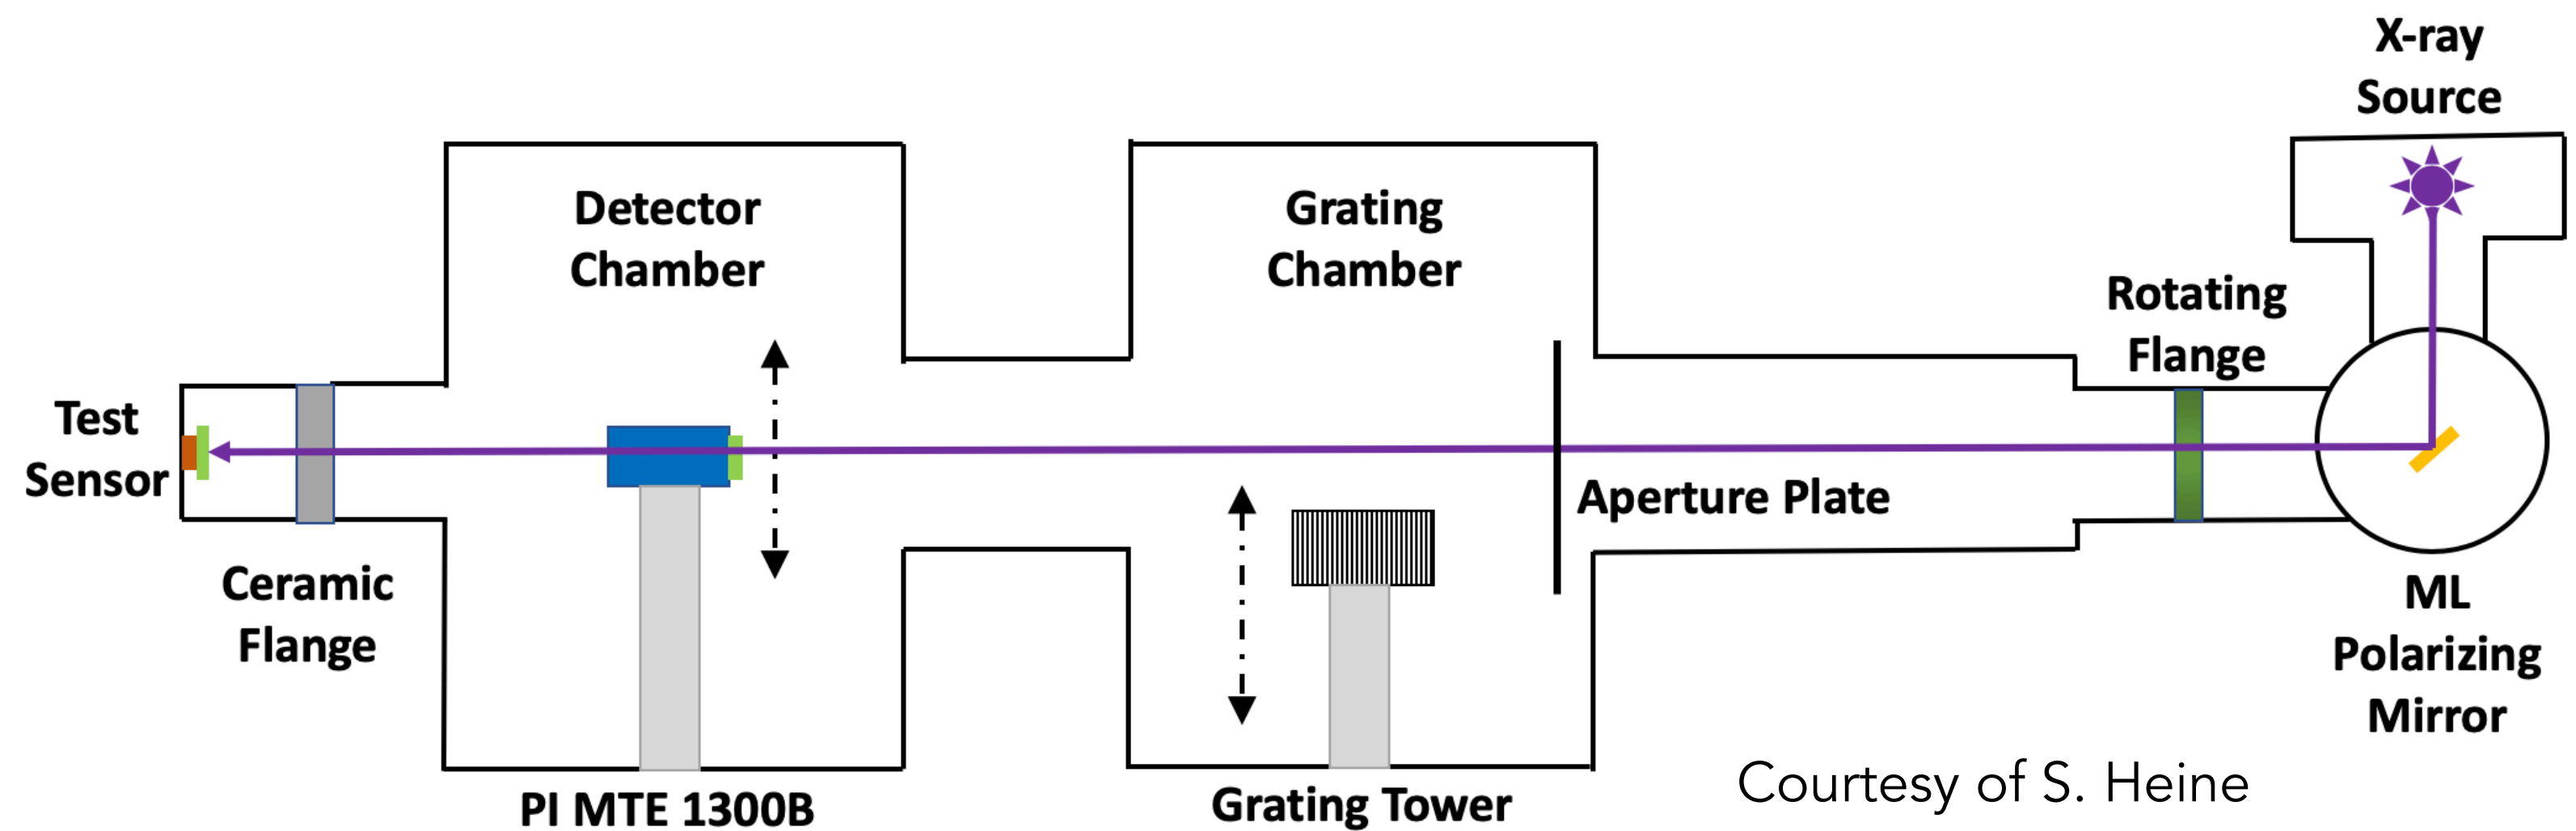 X-ray
Source
Detector
Chamber
Grating
Chamber
Rotating
Flange
Test
Sensor
Aperture Plate
Ceramic
Flange
ML
Polarizing
Mirror
PI MTE 1300B
Grating Tower
Courtesy of S. Heine